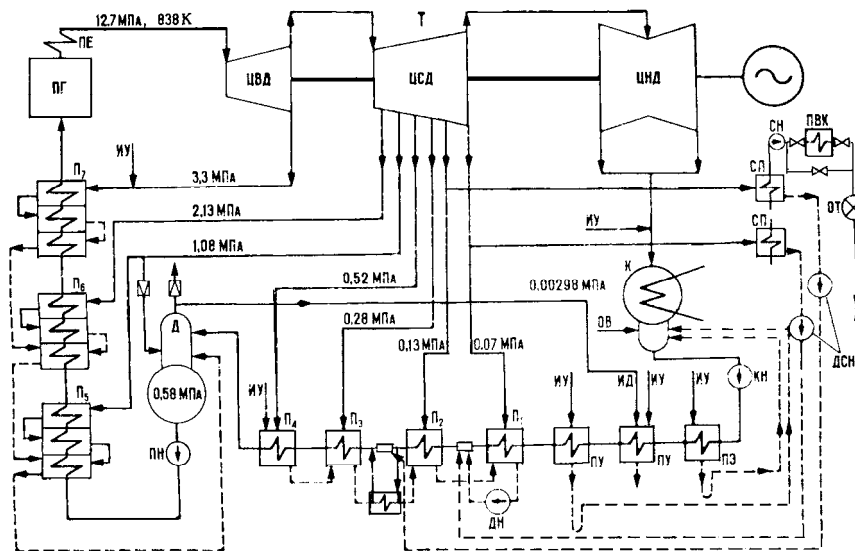 12.7 МПа, 838 К
ПЕ
ПГ
ЦВД
Т
ЦСД
ЦНД
СН
ПВК
СП
ОТ
СП
ИУ
П7
3,3 МПа
2,13 МПа
1,08 МПа
ИУ
К
П6
0,52 МПа
0.00298 МПа
0,28 МПа
Д
ОВ
0,13 МПа
0.07 МПа
ДСН
0,58 МПа
КН
П5
ИУ
ИУ
ИД
ИУ
ИУ
П4
П3
П2
П1
ПН
ПУ
ПУ
ПЭ
ДН